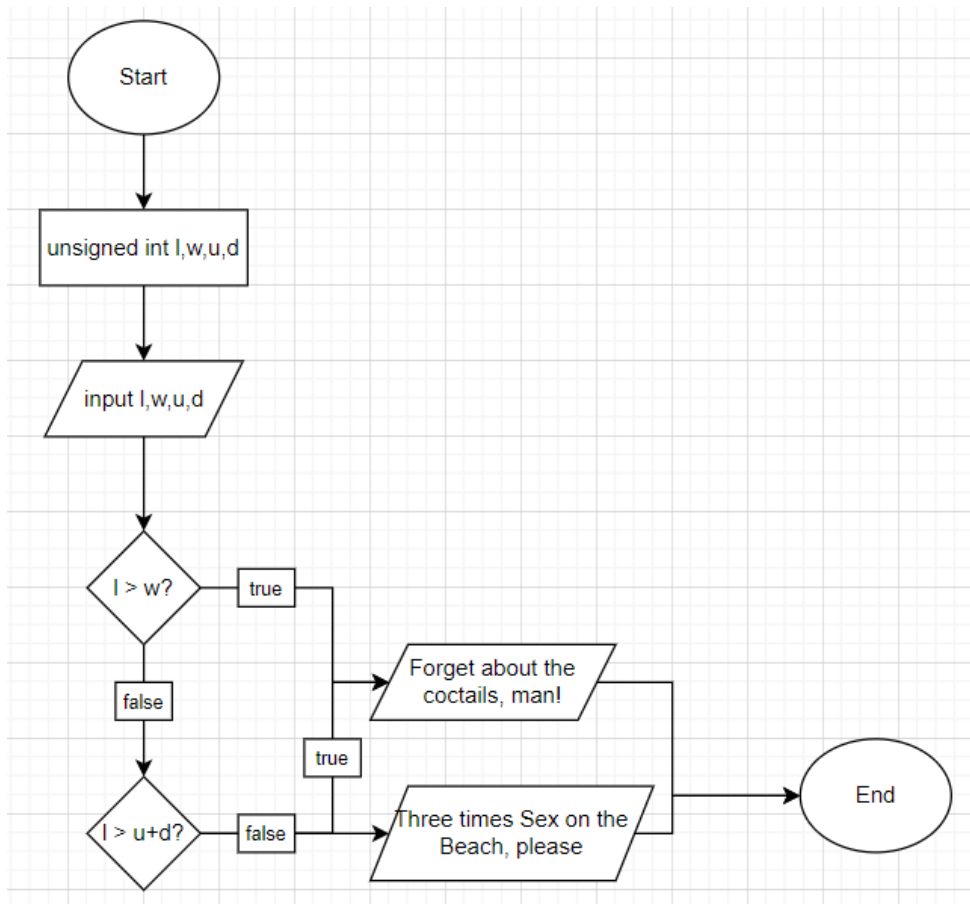 Start
unsigned int l,w,u,d
input l,w,u,d
l > w?
true
Forget about the
coctails, man!
false
true
l > u+d?
false
Three times Sex on the
Beach, please
End